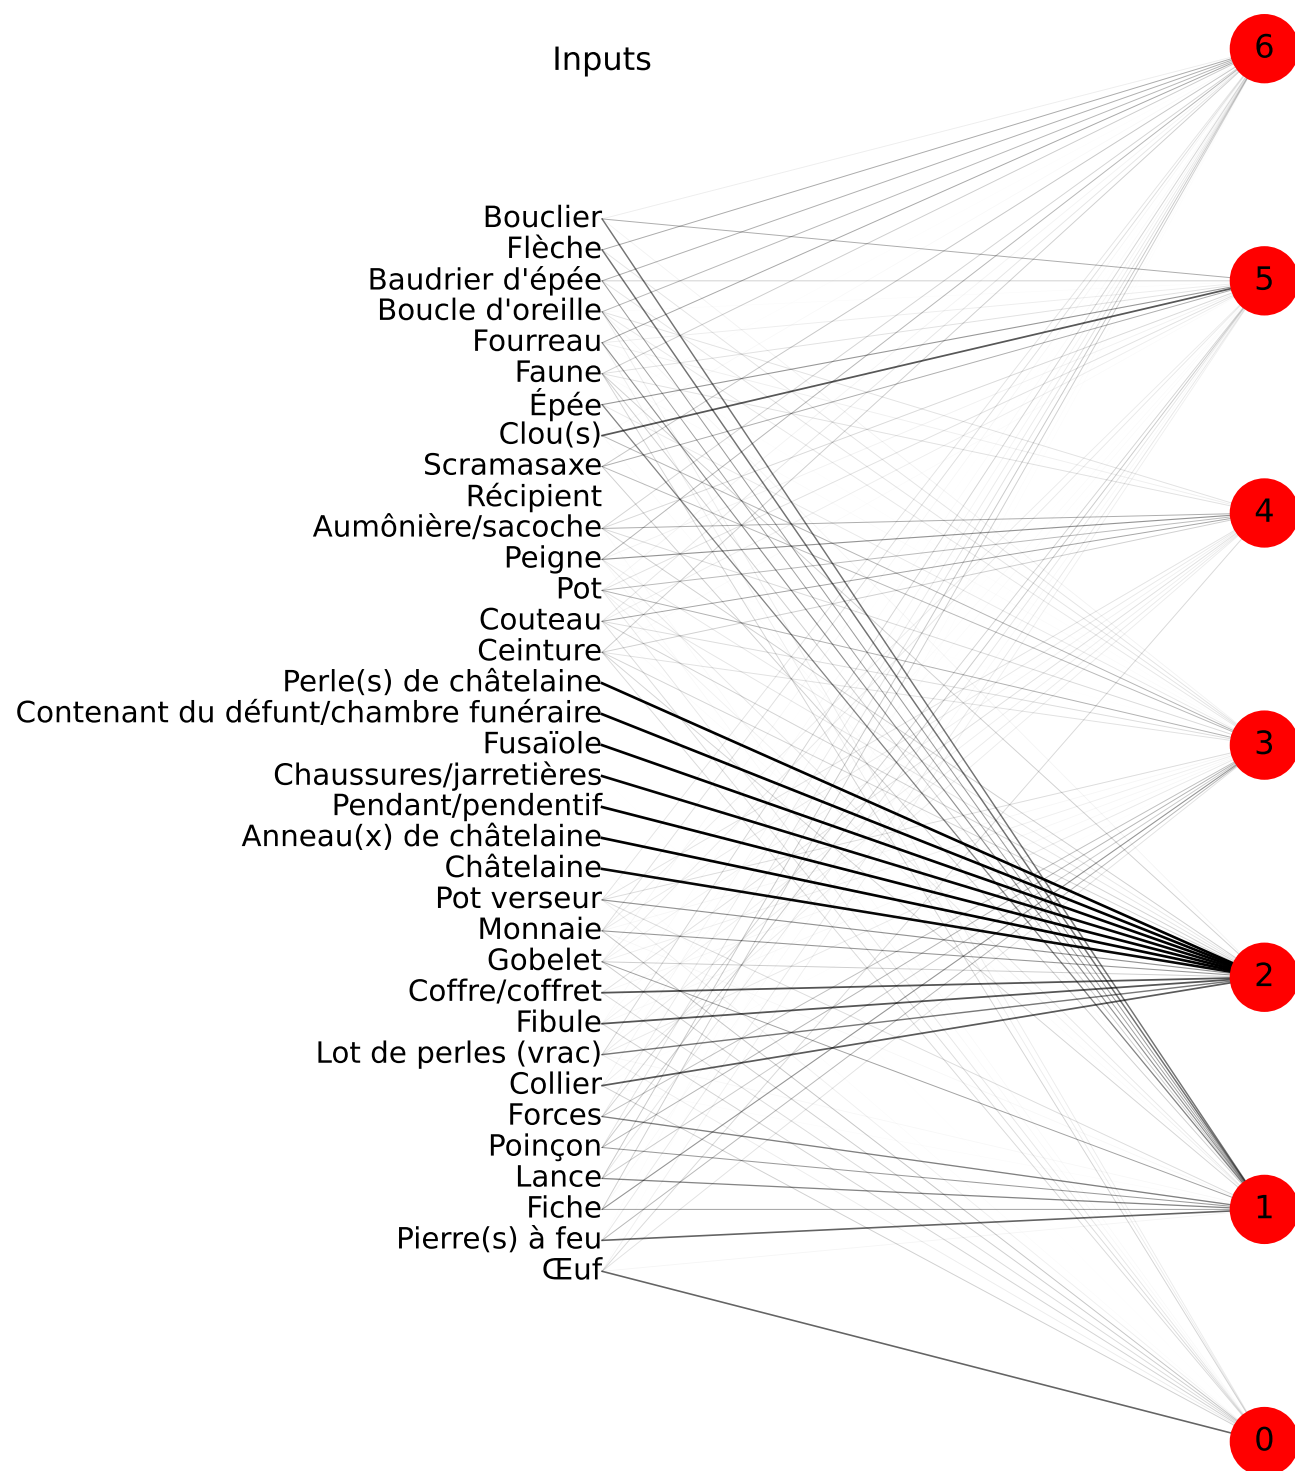 Inputs
Bouclier
Flèche
Baudrier d'épée
Boucle d'oreille
Fourreau
Faune
Épée
Clou(s)
Scramasaxe
Récipient
Aumônière/sacoche
Peigne
Pot
Couteau
Ceinture
Perle(s) de châtelaine
Contenant du défunt/chambre funéraire
Fusaïole
Chaussures/jarretières
Pendant/pendentif
Anneau(x) de châtelaine
Châtelaine
Pot verseur
Monnaie
Gobelet
Coffre/coffret
Fibule
Lot de perles (vrac)
Collier
Forces
Poinçon
Lance
Fiche
Pierre(s) à feu
Œuf
6
5
4
3
2
1
0